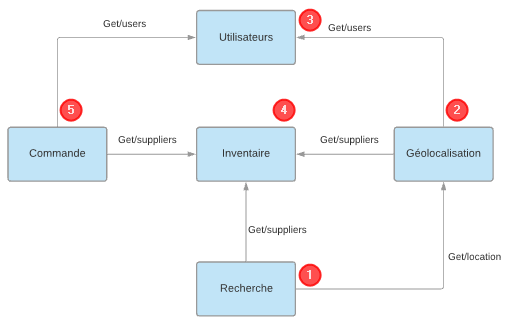 Get/users
Utilisateurs
3
Get/users
5
4
2
Commande
Get/suppliers
Inventaire
Get/suppliers
Géolocalisation
Get/suppliers
Get/location
Recherche
1